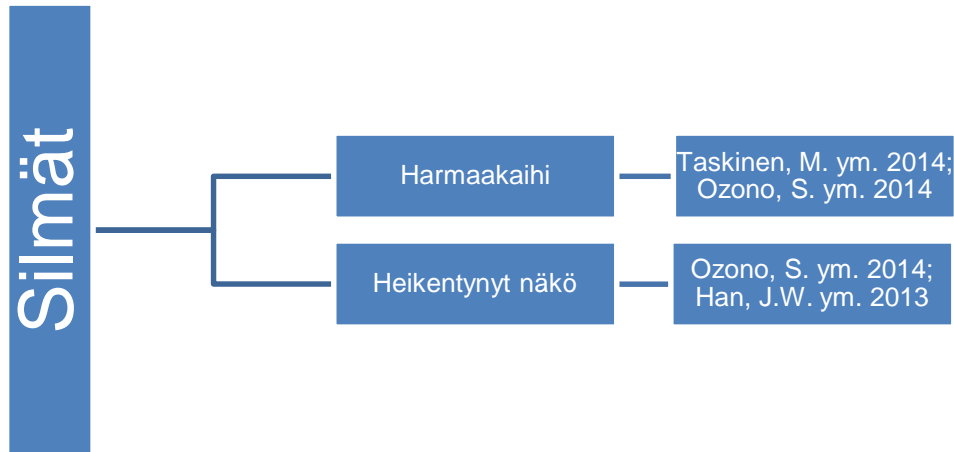 Silmät
Harmaakaihi
Taskinen, M. ym. 2014;
Ozono, S. ym. 2014
Heikentynyt näkö
Ozono, S. ym. 2014;
Han, J.W. ym. 2013